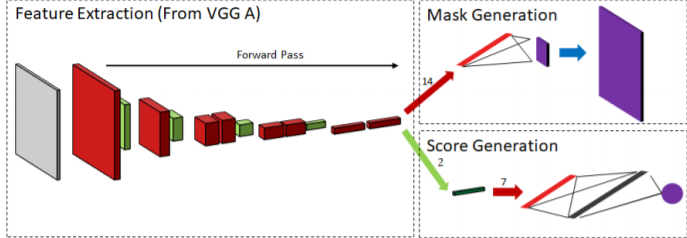 Feature Extraction (From VGG A)
Forward Pass
Mask Generation
14
Score Generation
2
7